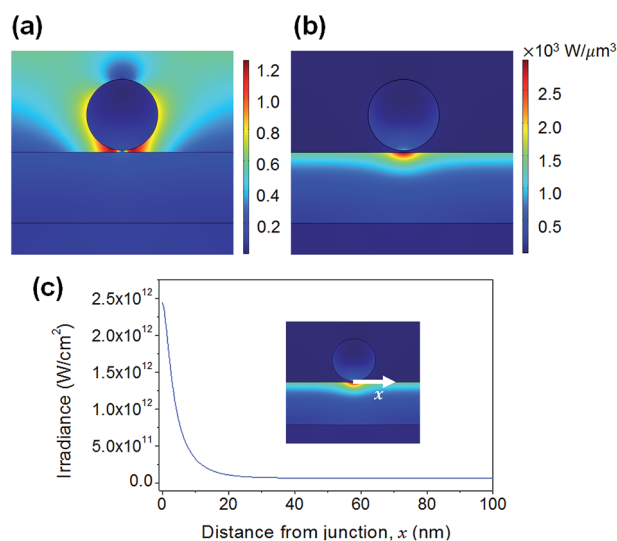 (a)
1.2
1.0
0.8
0.6
0.4
0.2
(b)
×10³ W/µm³
2.5
2.0
1.5
1.0
0.5
(c)
Irradiance (W/cm²)
2.5x10¹²
2.0x10¹²
1.5x10¹²
1.0x10¹²
5.0x10¹¹
0.0
x
0 20 40 60 80 100
Distance from junction, x (nm)